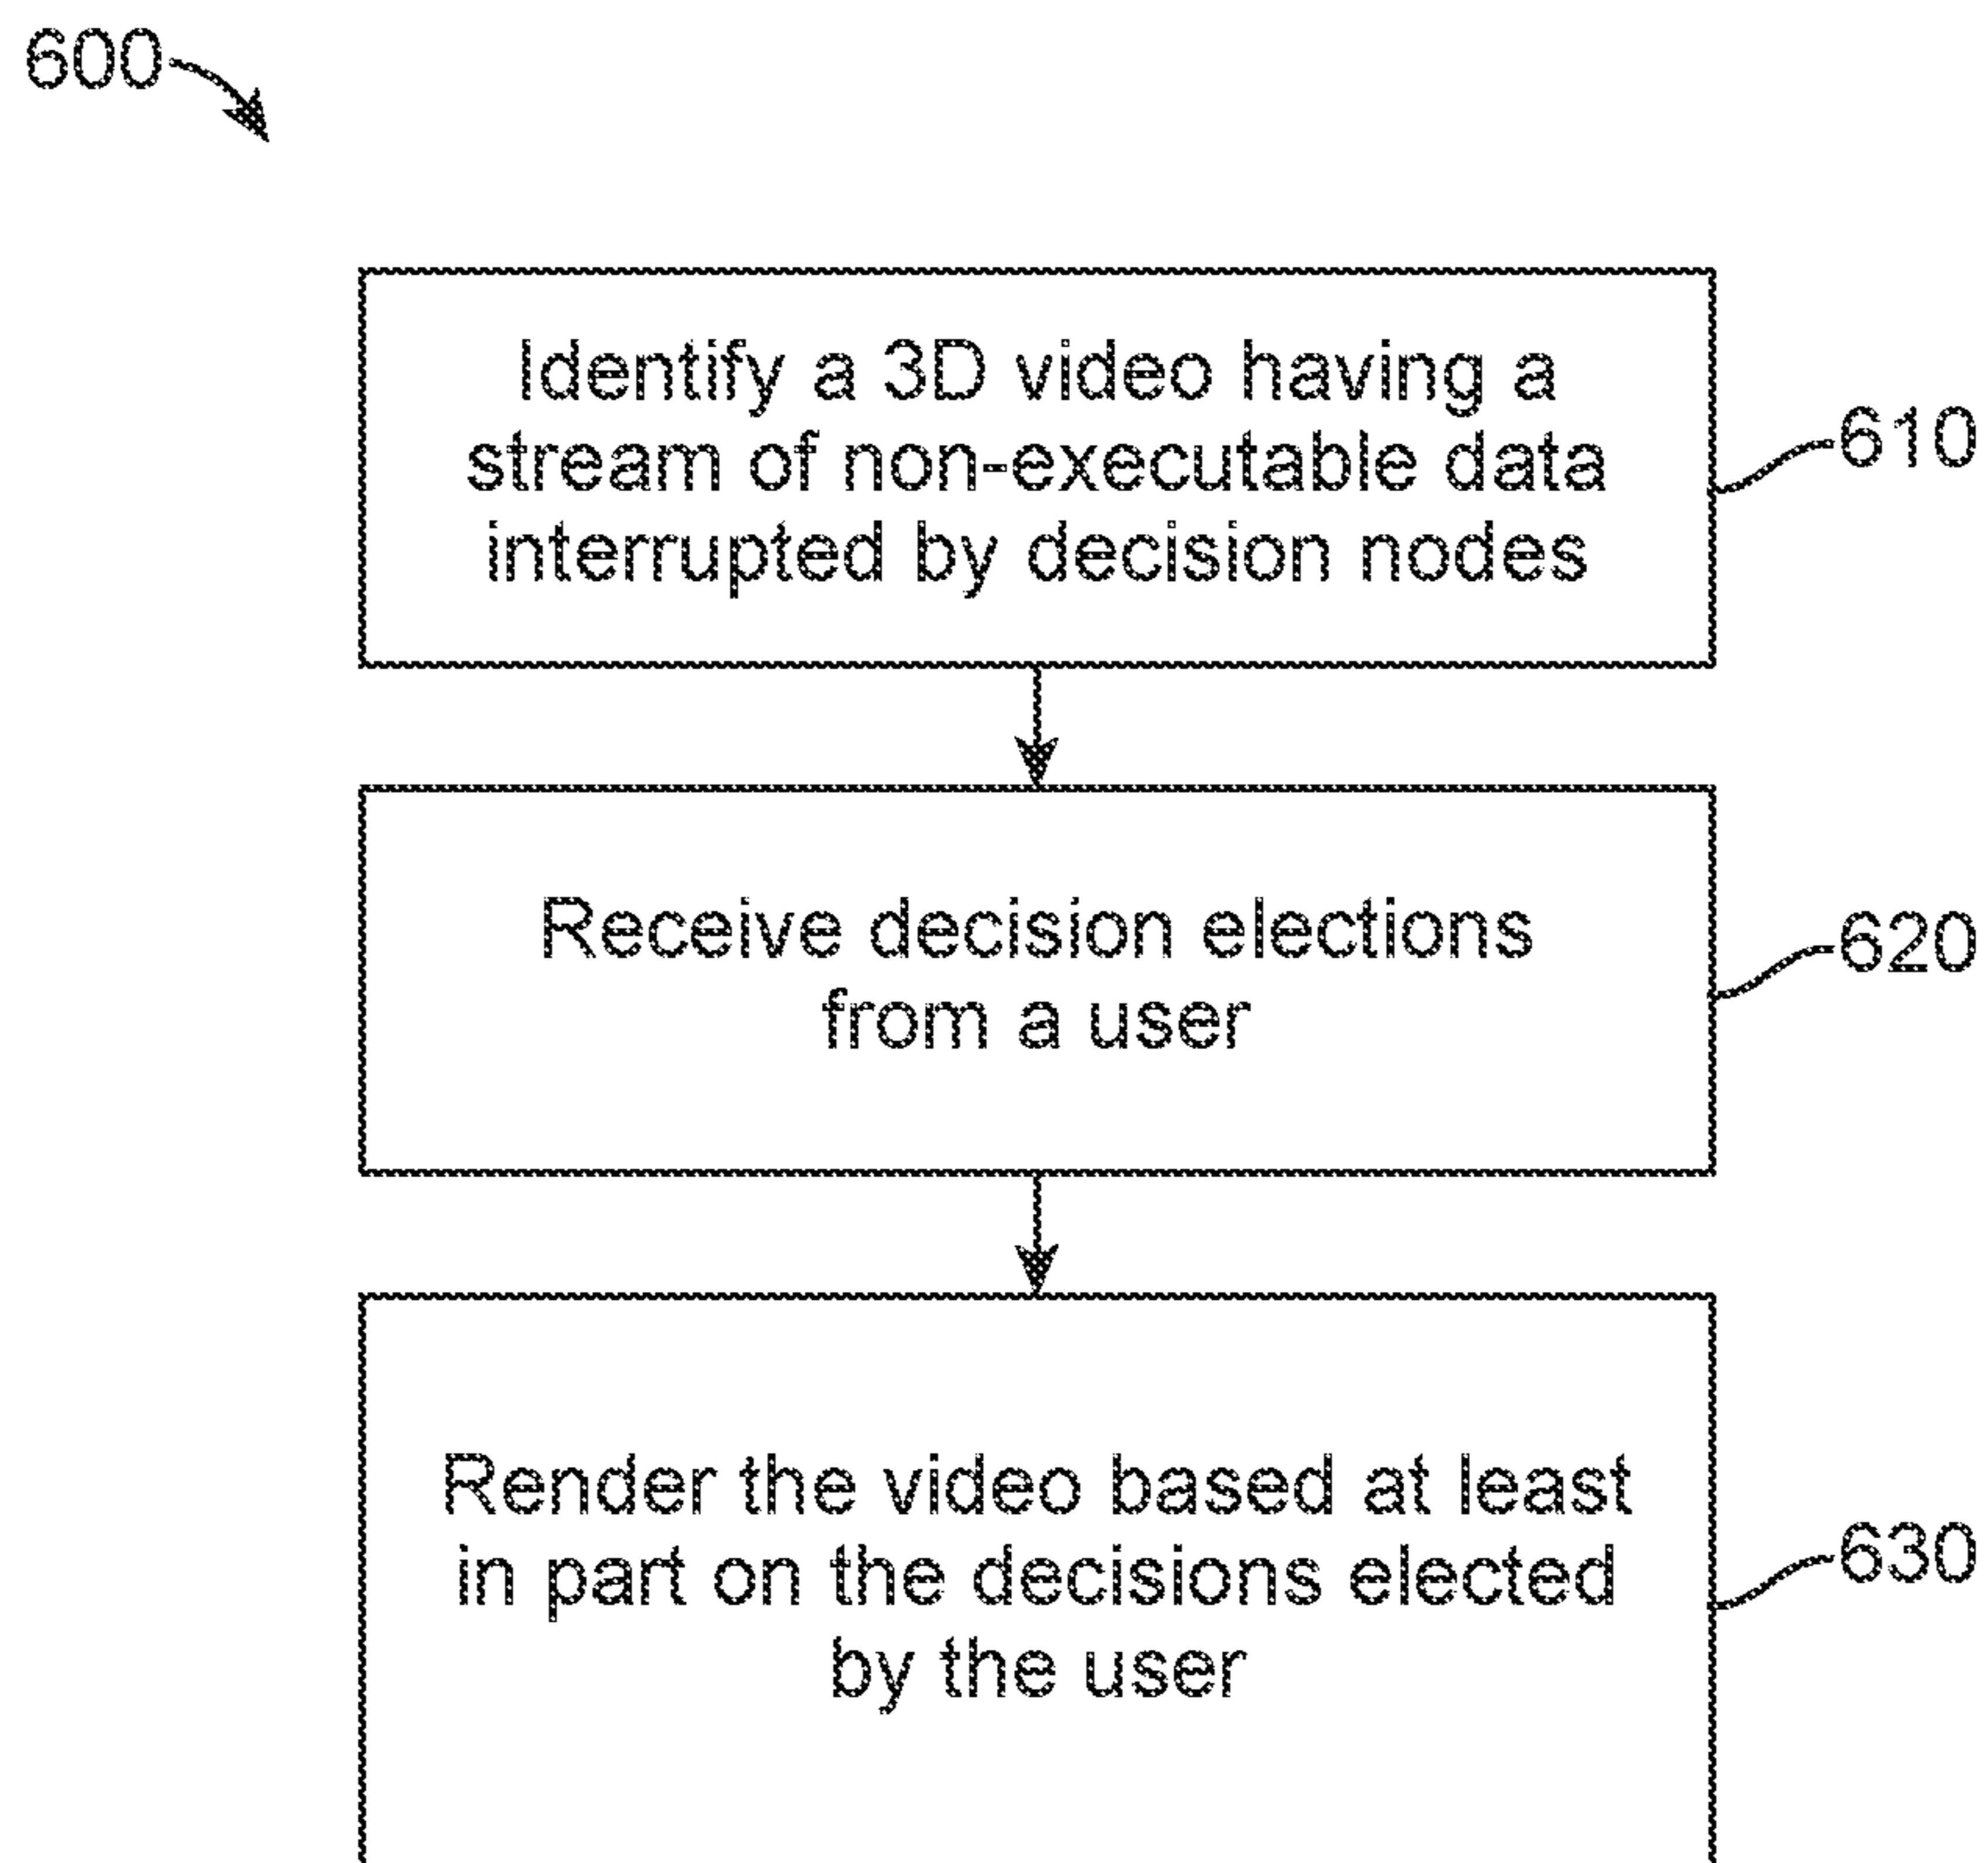 600
Identify a 3D video having a
stream of non-executable data
interrupted by decision nodes
610
Receive decision elections
from a user
620
Render the video based at least
in part on the decisions elected
by the user
630